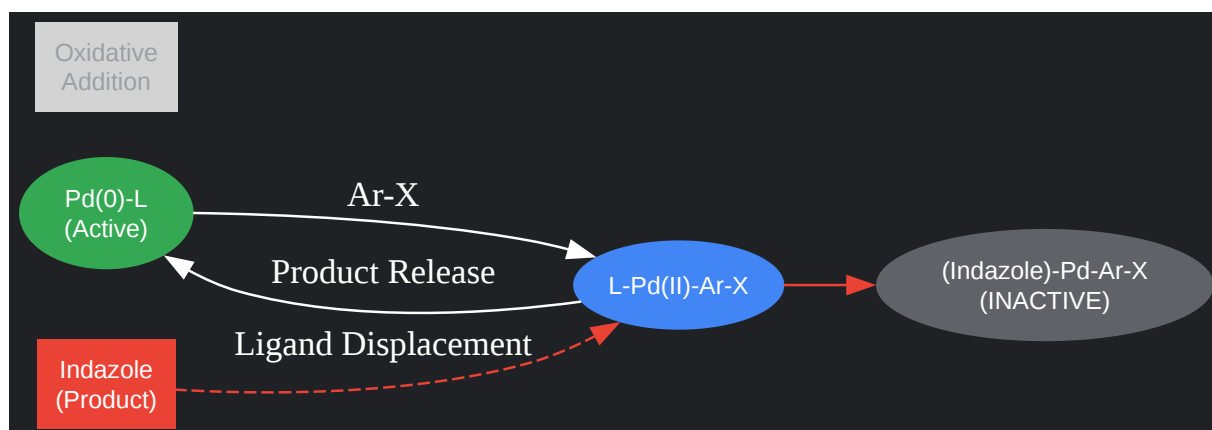 Oxidative
Addition
Pd(0)-L
(Active)
Ar-X
Product Release
L-Pd(II)-Ar-X
(Indazole)-Pd-Ar-X
(INACTIVE)
Ligand Displacement
Indazole
(Product)